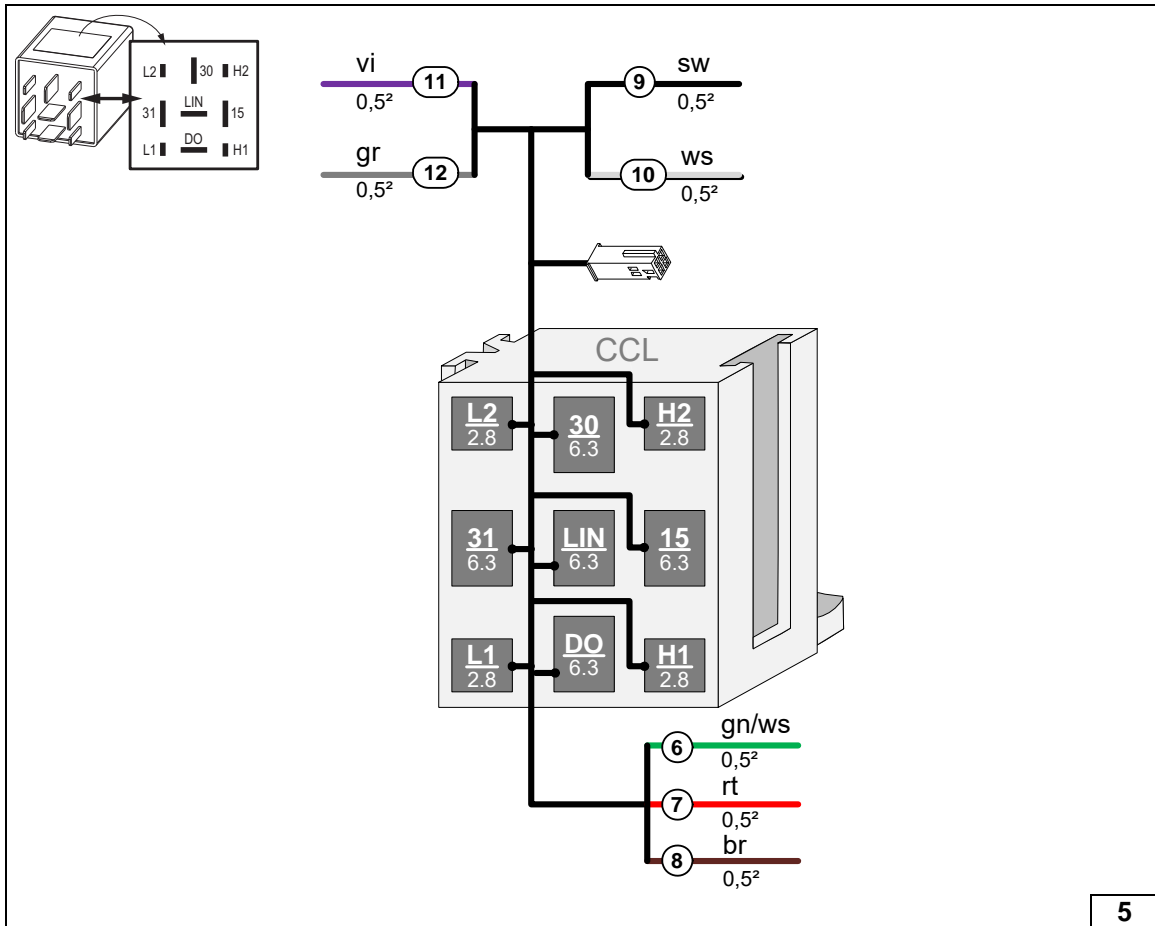 L2 30 H2
31 LIN 15
L1 DO H1
vi
11
0,5²
gr
12
0,5²
9
sw
0,5²
10
ws
0,5²
CCL
L2
2.8
30
6.3
H2
2.8
31
6.3
LIN
6.3
15
6.3
L1
2.8
DO
6.3
H1
2.8
6
gn/ws
0,5²
7
rt
0,5²
8
br
0,5²
5